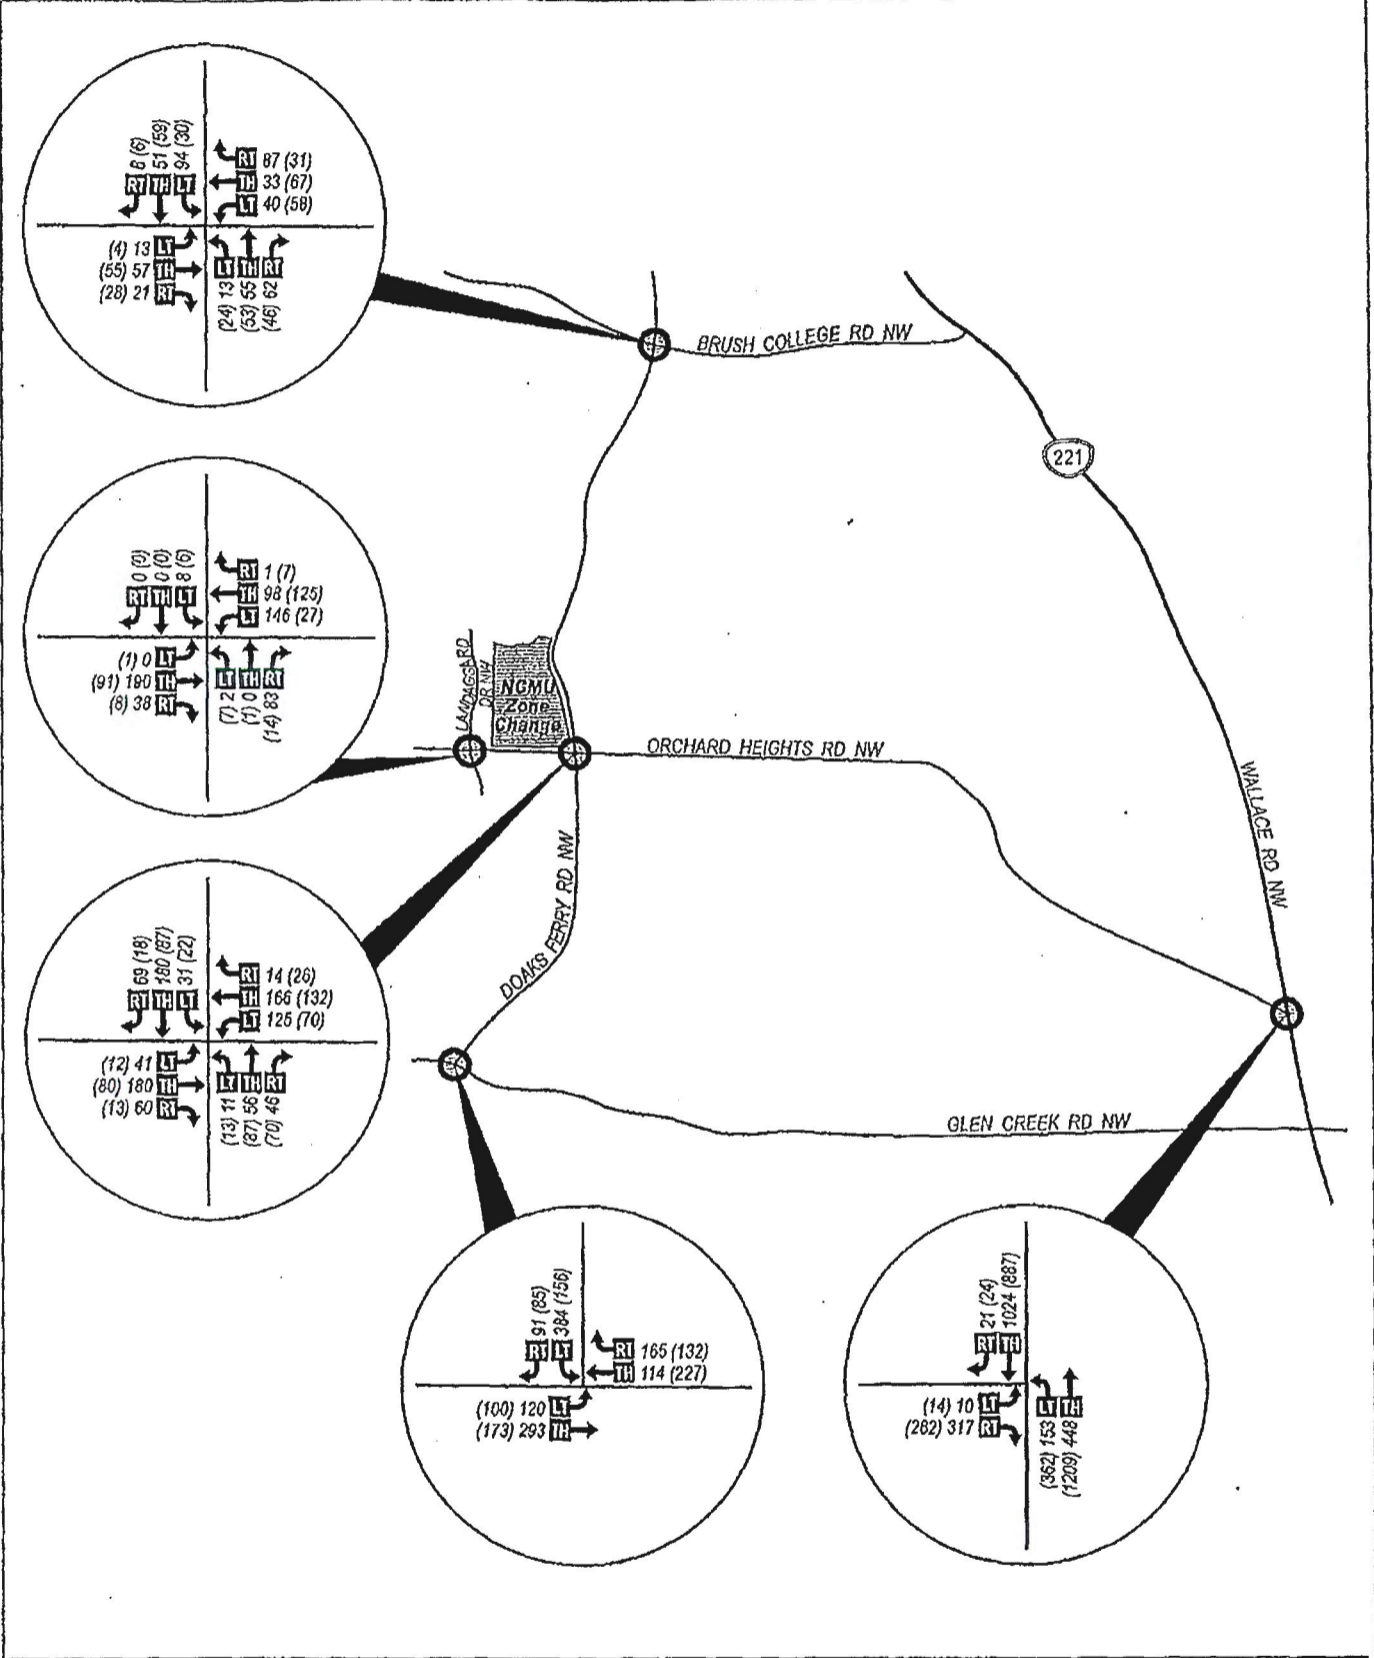 8 (6)
51 (59)
94 (30)
RT TH LT
RT 87 (31)
TH 33 (67)
LT 40 (58)
(4) 13 LT
(55) 57 TH
(28) 21 RT
LT TH RT
(24) 13
(53) 55
(46) 62
BRUSH COLLEGE RD NW
221
0 (0)
0 (0)
8 (6)
RT TH LT
RT 1 (7)
TH 98 (125)
LT 146 (27)
(1) 0 LT
(91) 190 TH
(8) 38 RT
LT TH RT
(7) 2
(1) 0
(14) 83
LANDAGGARD
DR NW
NCMU
Zone
Change
ORCHARD HEIGHTS RD NW
WALLACE RD NW
DOAKS FERRY RD NW
69 (18)
180 (87)
31 (22)
RT TH LT
RT 14 (26)
TH 166 (132)
LT 125 (70)
(12) 41 LT
(80) 180 TH
(13) 60 RT
LT TH RT
(13) 11
(87) 56
(70) 46
GLEN CREEK RD NW
91 (85)
384 (156)
RT LT
RT 165 (132)
TH 114 (227)
(100) 120 LT
(173) 293 TH
21 (24)
1024 (887)
RT TH
(14) 10 LT
(282) 317 RT
LT TH
(362) 153
(1209) 448